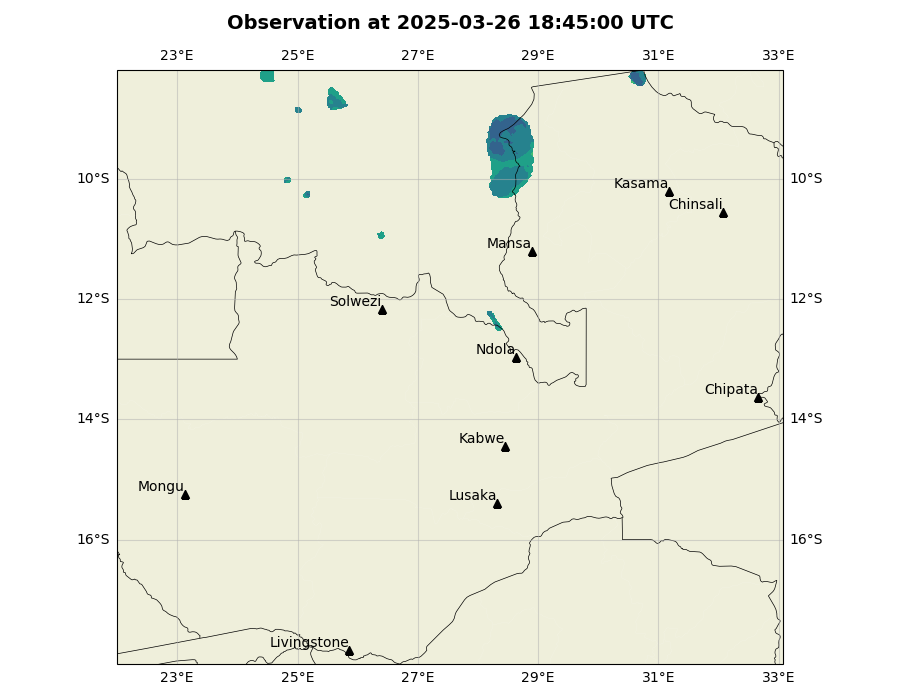 Observation at 2025-03-26 18:45:00 UTC
23°E 25°E 27°E 29°E 31°E 33°E
10°S 10°S
Kasama
Chinsali
Mansa
12°S 12°S
Solwezi
Ndola
Chipata
14°S 14°S
Kabwe
Mongu
Lusaka
16°S 16°S
Livingstone
23°E 25°E 27°E 29°E 31°E 33°E